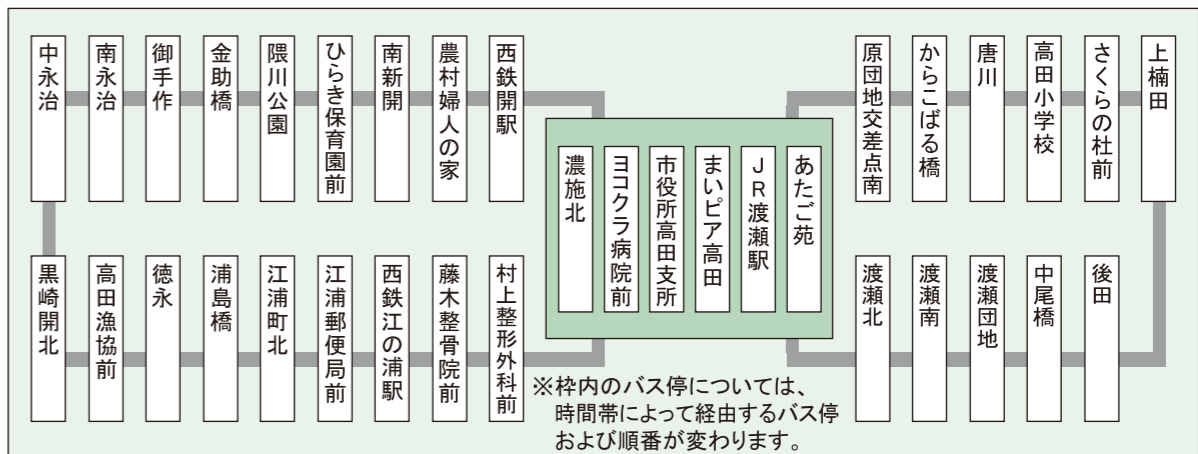 中永治
南永治
御手作
金助橋
隈川公園
ひらき保育園前
南新開
農村婦人の家
西鉄開駅
濃施北
ヨコクラ病院前
市役所高田支所
まいピア高田
JR渡瀬駅
あたご苑
原団地交差点南
からこばる橋
唐川
高田小学校
さくらの杜前
上楠田
黒崎開北
高田漁協前
徳永
浦島橋
江浦町北
江浦郵便局前
西鉄江の浦駅
藤木整骨院前
村上整形外科前
渡瀬北
渡瀬南
渡瀬団地
中尾橋
後田
※枠内のバス停については、
時間帯によって経由するバス停
および順番が変わります。